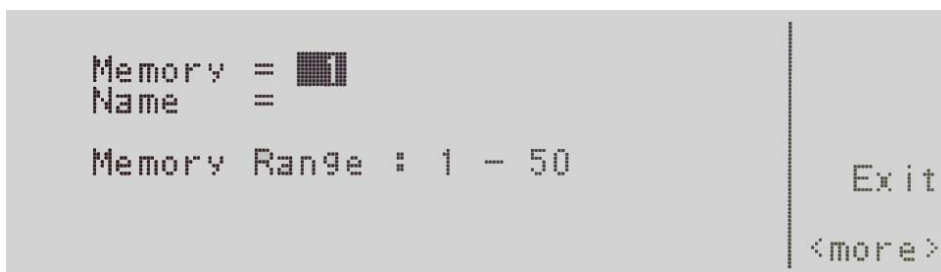 Memory = 1
Name =
Memory Range : 1 - 50
Exit
<more>